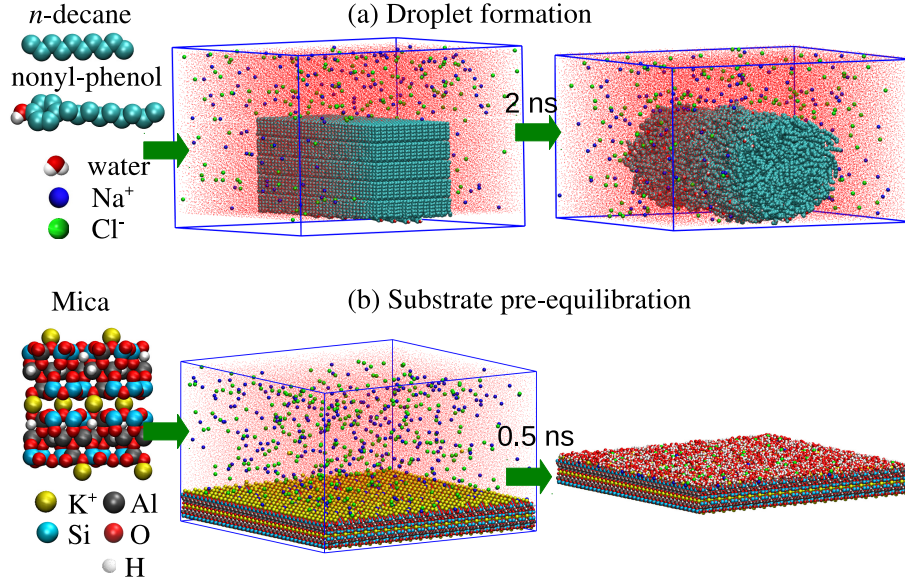 n-decane
(a) Droplet formation
nonyl-phenol
2 ns
water
Na⁺
Cl⁻
Mica
(b) Substrate pre-equilibration
0.5 ns
K⁺ Al
Si O
H